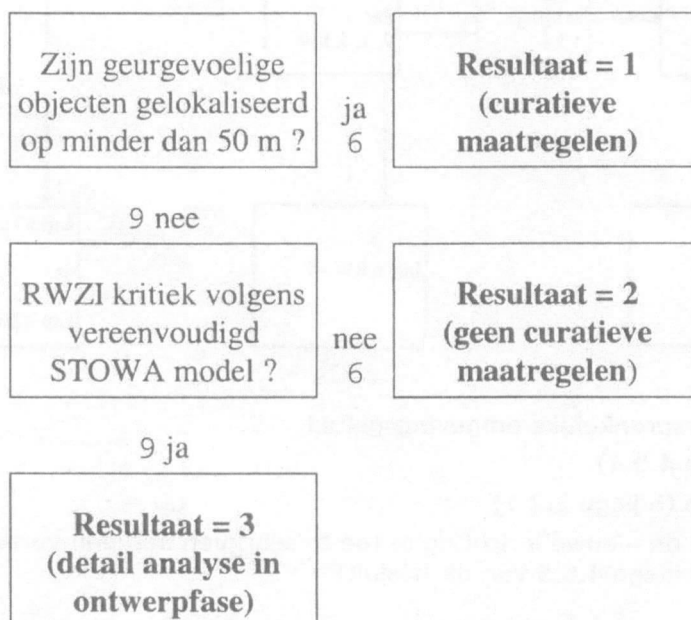 Zijn geurgevoelige
objecten gelokaliseerd
op minder dan 50 m ?
ja
6
Resultaat = 1
(curatieve
maatregelen)
9 nee
RWZI kritiek volgens
vereenvoudigd
STOWA model ?
nee
6
Resultaat = 2
(geen curatieve
maatregelen)
9 ja
Resultaat = 3
(detail analyse in
ontwerpfase)